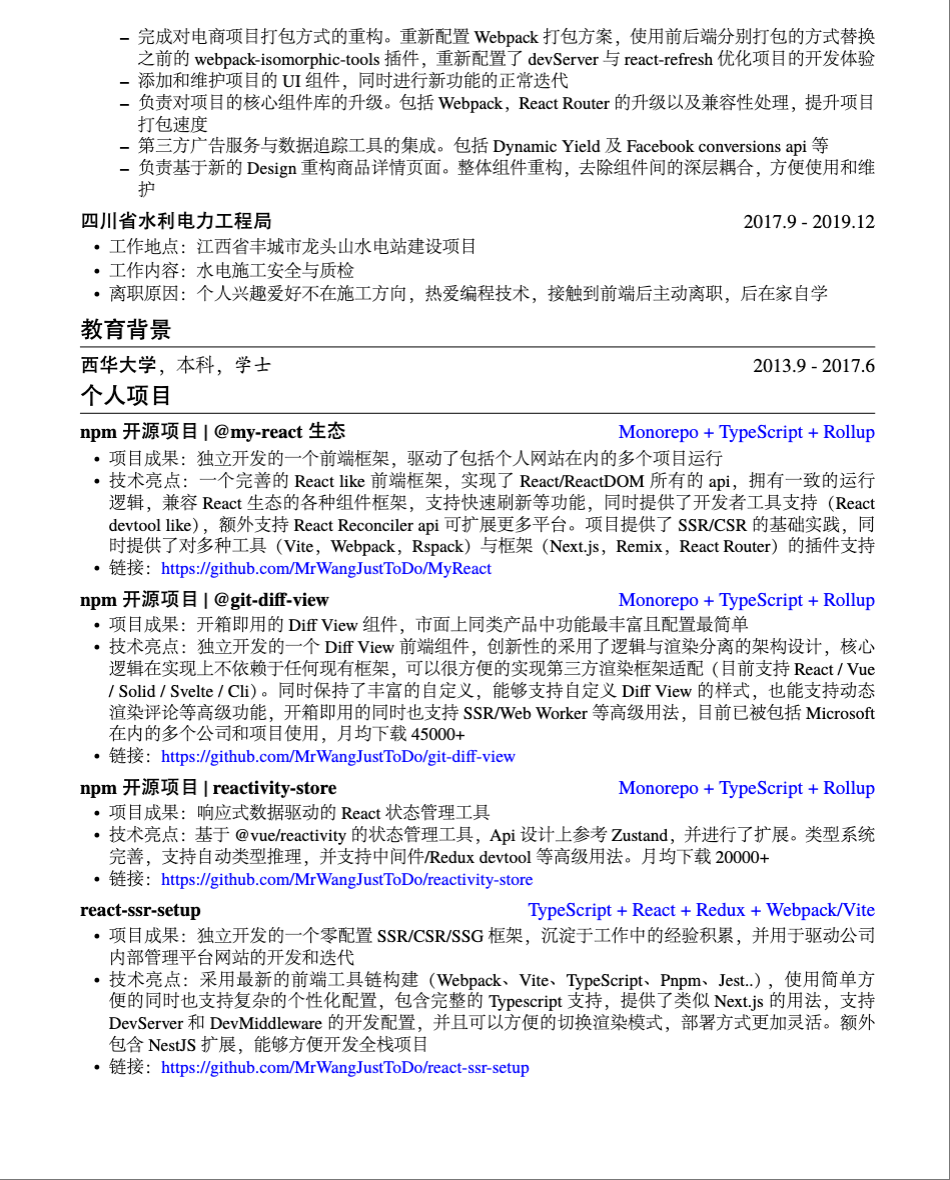 – 完成对电商项目打包方式的重构。重新配置 Webpack 打包方案，使用前后端分别打包的方式替换
之前的 webpack-isomorphic-tools 插件，重新配置了 devServer 与 react-refresh 优化项目的开发体验
– 添加和维护项目的 UI 组件，同时进行新功能的正常迭代
– 负责对项目的核心组件库的升级。包括 Webpack，React Router 的升级以及兼容性处理，提升项目
打包速度
– 第三方广告服务与数据追踪工具的集成。包括 Dynamic Yield 及 Facebook conversions api 等
– 负责基于新的 Design 重构商品详情页面。整体组件重构，去除组件间的深层耦合，方便使用和维
护
四川省水利电力工程局 2017.9 - 2019.12
• 工作地点：江西省丰城市龙头山水电站建设项目
• 工作内容：水电施工安全与质检
• 离职原因：个人兴趣爱好不在施工方向，热爱编程技术，接触到前端后主动离职，后在家自学
教育背景
西华大学，本科，学士 2013.9 - 2017.6
个人项目
npm 开源项目 | @my-react 生态 Monorepo + TypeScript + Rollup
• 项目成果：独立开发的一个前端框架，驱动了包括个人网站在内的多个项目运行
• 技术亮点：一个完善的 React like 前端框架，实现了 React/ReactDOM 所有的 api，拥有一致的运行
逻辑，兼容 React 生态的各种组件框架，支持快速刷新等功能，同时提供了开发者工具支持（React
devtool like），额外支持 React Reconciler api 可扩展更多平台。项目提供了 SSR/CSR 的基础实践，同
时提供了对多种工具（Vite，Webpack，Rspack）与框架（Next.js，Remix，React Router）的插件支持
• 链接：https://github.com/MrWangJustToDo/MyReact
npm 开源项目 | @git-diff-view Monorepo + TypeScript + Rollup
• 项目成果：开箱即用的 Diff View 组件，市面上同类产品中功能最丰富且配置最简单
• 技术亮点：独立开发的一个 Diff View 前端组件，创新性的采用了逻辑与渲染分离的架构设计，核心
逻辑在实现上不依赖于任何现有框架，可以很方便的实现第三方渲染框架适配（目前支持 React / Vue
/ Solid / Svelte / Cli）。同时保持了丰富的自定义，能够支持自定义 Diff View 的样式，也能支持动态
渲染评论等高级功能，开箱即用的同时也支持 SSR/Web Worker 等高级用法，目前已被包括 Microsoft
在内的多个公司和项目使用，月均下载 45000+
• 链接：https://github.com/MrWangJustToDo/git-diff-view
npm 开源项目 | reactivity-store Monorepo + TypeScript + Rollup
• 项目成果：响应式数据驱动的 React 状态管理工具
• 技术亮点：基于 @vue/reactivity 的状态管理工具，Api 设计上参考 Zustand，并进行了扩展。类型系统
完善，支持自动类型推理，并支持中间件/Redux devtool 等高级用法。月均下载 20000+
• 链接：https://github.com/MrWangJustToDo/reactivity-store
react-ssr-setup TypeScript + React + Redux + Webpack/Vite
• 项目成果：独立开发的一个零配置 SSR/CSR/SSG 框架，沉淀于工作中的经验积累，并用于驱动公司
内部管理平台网站的开发和迭代
• 技术亮点：采用最新的前端工具链构建（Webpack、Vite、TypeScript、Pnpm、Jest..），使用简单方
便的同时也支持复杂的个性化配置，包含完整的 Typescript 支持，提供了类似 Next.js 的用法，支持
DevServer 和 DevMiddleware 的开发配置，并且可以方便的切换渲染模式，部署方式更加灵活。额外
包含 NestJS 扩展，能够方便开发全栈项目
• 链接：https://github.com/MrWangJustToDo/react-ssr-setup